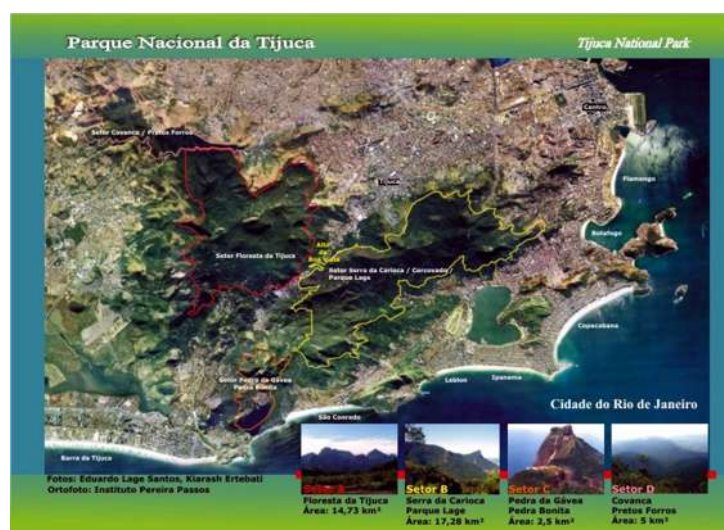 Parque Nacional da Tijuca
Tijuca National Park
Centro
Setor Covanca / Pretos Forros
Flamengo
Tijuca
Botafogo
Alto
da
Boa Vista
Setor Floresta da Tijuca
Setor Serra da Carioca / Corcovado /
Parque Lage
Copacabana
Setor Pedra da Gávea
Pedra Bonita
Leblon
Ipanema
São Conrado
Cidade do Rio de Janeiro
Barra da Tijuca
Fotos: Eduardo Lage Santos, Kiarash Ertebati
Ortofoto: Instituto Pereira Passos
Setor A
Floresta da Tijuca
Área: 14,73 km²
Setor B
Serra da Carioca
Parque Lage
Área: 17,28 km²
Setor C
Pedra da Gávea
Pedra Bonita
Área: 2,5 km²
Setor D
Covanca
Pretos Forros
Área: 5 km²